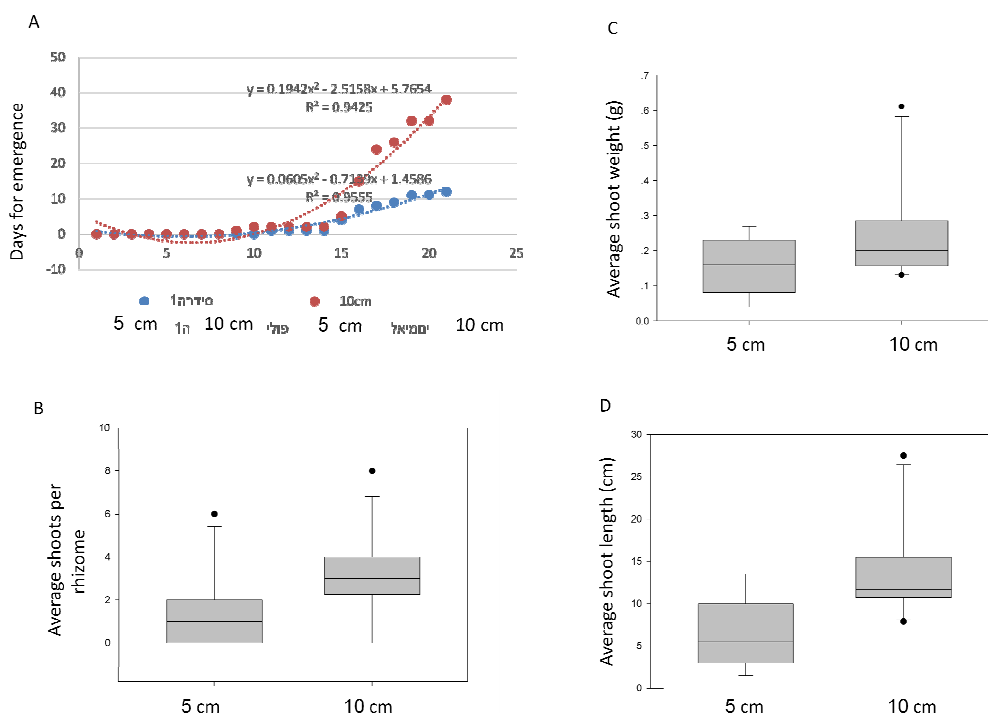 A
50
40
30
20
10
0
-10
Days for emergence
y = 0.1942x² - 2.5158x + 5.7654
R² = 0.9425
y = 0.0605x² - 0.7139x + 1.4586
R² = 0.9555
0 5 10 15 20 25
סידרה1 10cm
5 cm 10 cm 5 cm 10 cm
ה1 פולי יםמיאל
C
Average shoot weight (g)
.7
.6
.5
.4
.3
.2
.1
0.0
5 cm 10 cm
B
Average shoots per
rhizome
10
8
6
4
2
0
5 cm 10 cm
D
Average shoot length (cm)
30
25
20
15
10
5
0
5 cm 10 cm